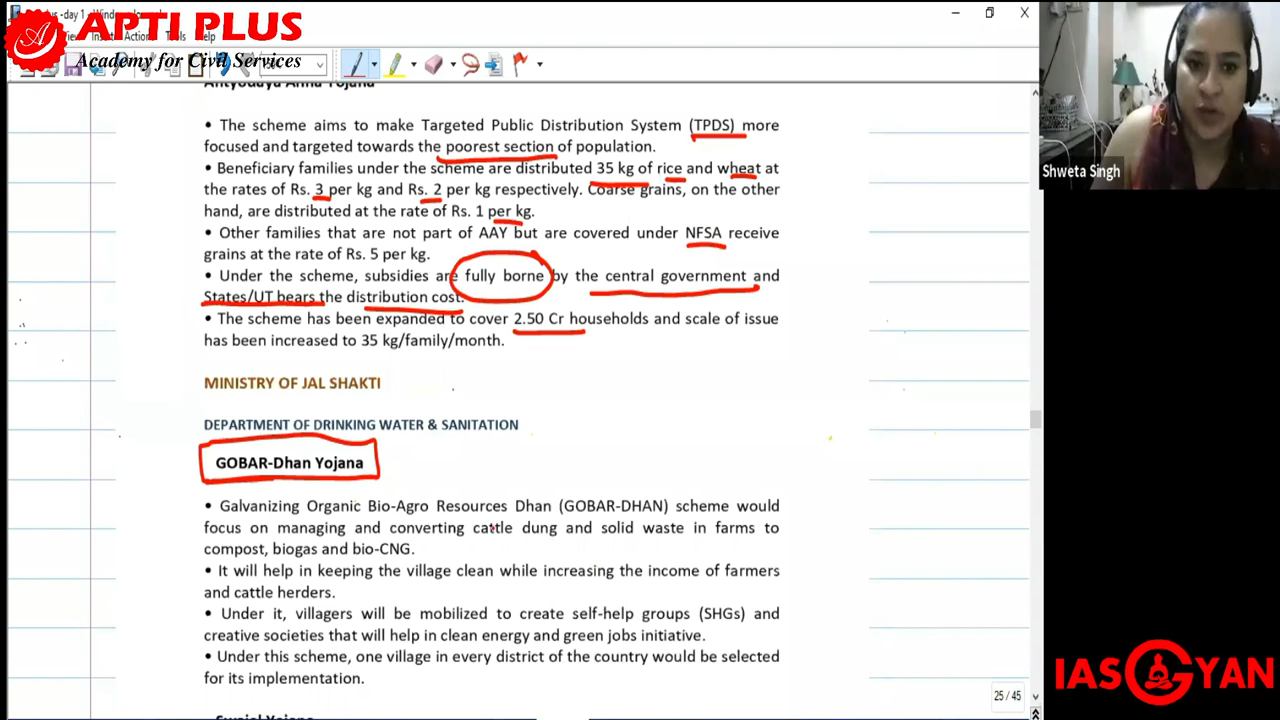 APTI PLUS
Academy for Civil Services
- day 1 - Windows Journal
Actions Tools Help
Antyodaya Anna Yojana
• The scheme aims to make Targeted Public Distribution System (TPDS) more
focused and targeted towards the poorest section of population.
• Beneficiary families under the scheme are distributed 35 kg of rice and wheat at
the rates of Rs. 3 per kg and Rs. 2 per kg respectively. Coarse grains, on the other
hand, are distributed at the rate of Rs. 1 per kg.
• Other families that are not part of AAY but are covered under NFSA receive
grains at the rate of Rs. 5 per kg.
• Under the scheme, subsidies are fully borne by the central government and
States/UT bears the distribution cost.
• The scheme has been expanded to cover 2.50 Cr households and scale of issue
has been increased to 35 kg/family/month.
MINISTRY OF JAL SHAKTI
DEPARTMENT OF DRINKING WATER & SANITATION
GOBAR-Dhan Yojana
• Galvanizing Organic Bio-Agro Resources Dhan (GOBAR-DHAN) scheme would
focus on managing and converting cattle dung and solid waste in farms to
compost, biogas and bio-CNG.
• It will help in keeping the village clean while increasing the income of farmers
and cattle herders.
• Under it, villagers will be mobilized to create self-help groups (SHGs) and
creative societies that will help in clean energy and green jobs initiative.
• Under this scheme, one village in every district of the country would be selected
for its implementation.
Swajal Yojana
25 / 45
Shweta Singh
IAS GYAN